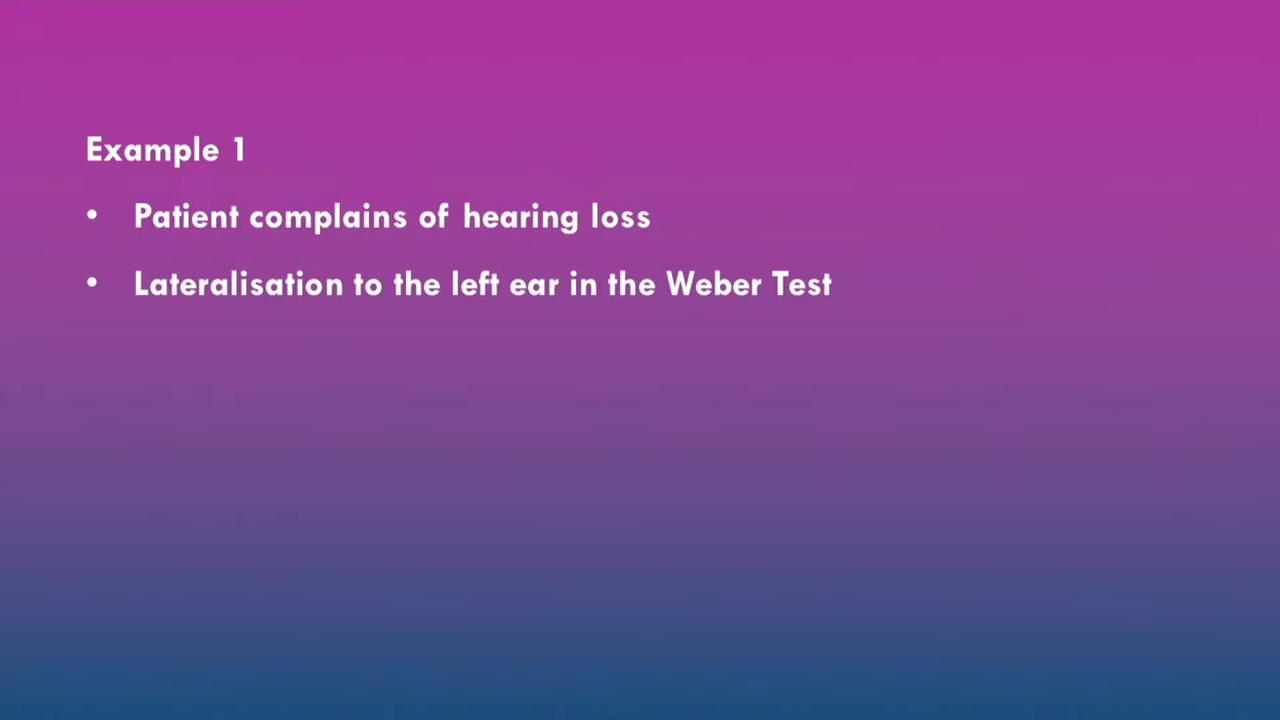 Example 1
• Patient complains of hearing loss
• Lateralisation to the left ear in the Weber Test